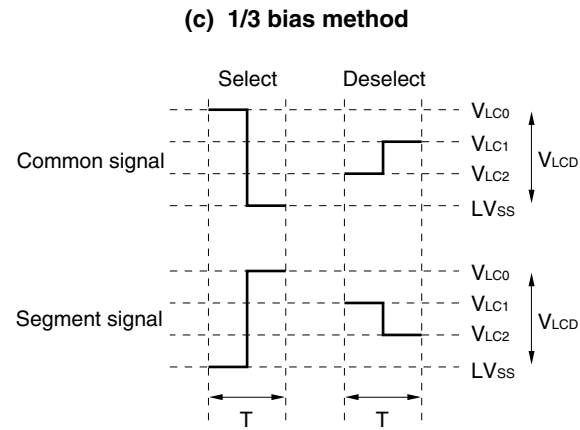 (c) 1/3 bias method
Select Deselect
Common signal
VLC0
VLC1
VLC2
LVSS
VLCD
Segment signal
VLC0
VLC1
VLC2
LVSS
VLCD
T T